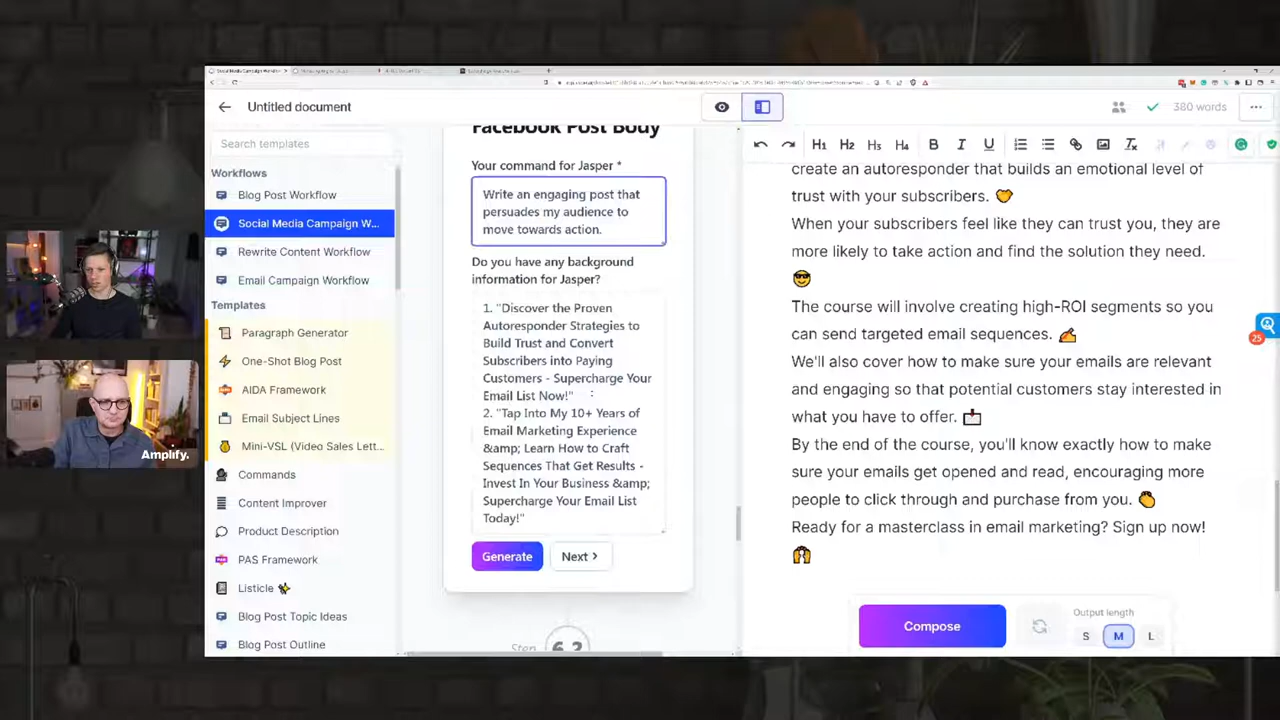 Untitled document
380 words
Search templates
Workflows
Blog Post Workflow
Social Media Campaign W...
Rewrite Content Workflow
Email Campaign Workflow
Templates
Paragraph Generator
One-Shot Blog Post
AIDA Framework
Email Subject Lines
Mini-VSL (Video Sales Lett...
Commands
Content Improver
Product Description
PAS Framework
Listicle
Blog Post Topic Ideas
Blog Post Outline
Facebook Post Body
Your command for Jasper *
Write an engaging post that
persuades my audience to
move towards action.
Do you have any background
information for Jasper?
1. "Discover the Proven
Autoresponder Strategies to
Build Trust and Convert
Subscribers into Paying
Customers - Supercharge Your
Email List Now!"
2. "Tap Into My 10+ Years of
Email Marketing Experience
&amp; Learn How to Craft
Sequences That Get Results -
Invest In Your Business &amp;
Supercharge Your Email List
Today!"
Generate
Next
Step
6.2
H1 H2 H3 H4 B I U
create an autoresponder that builds an emotional level of
trust with your subscribers. 🤝
When your subscribers feel like they can trust you, they are
more likely to take action and find the solution they need.
😎
The course will involve creating high-ROI segments so you
can send targeted email sequences. ✍
We'll also cover how to make sure your emails are relevant
and engaging so that potential customers stay interested in
what you have to offer. 📩
By the end of the course, you'll know exactly how to make
sure your emails get opened and read, encouraging more
people to click through and purchase from you. 👏
Ready for a masterclass in email marketing? Sign up now!
🙌
Compose
Output length
S M L
25
Amplify.